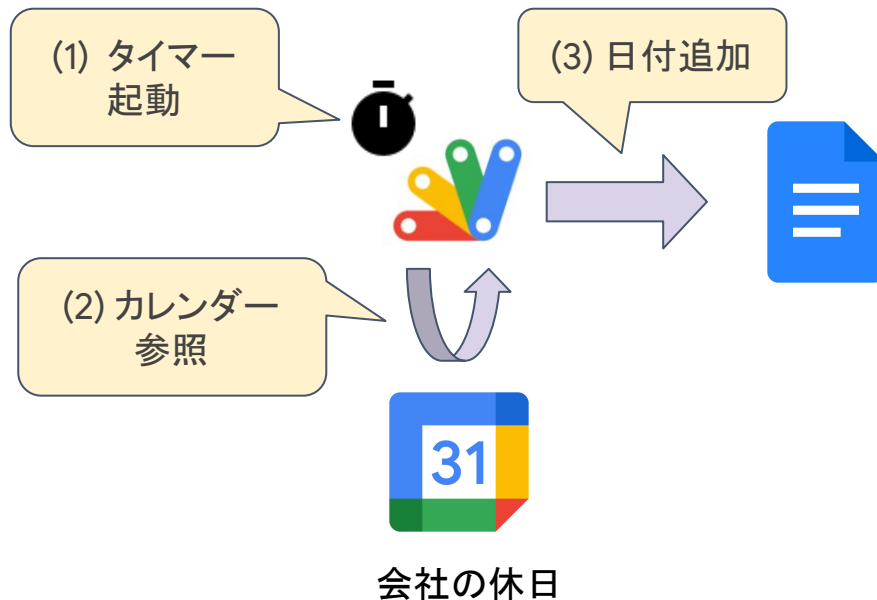 (1) タイマー
起動
(3) 日付追加
(2) カレンダー
参照
31
会社の休日